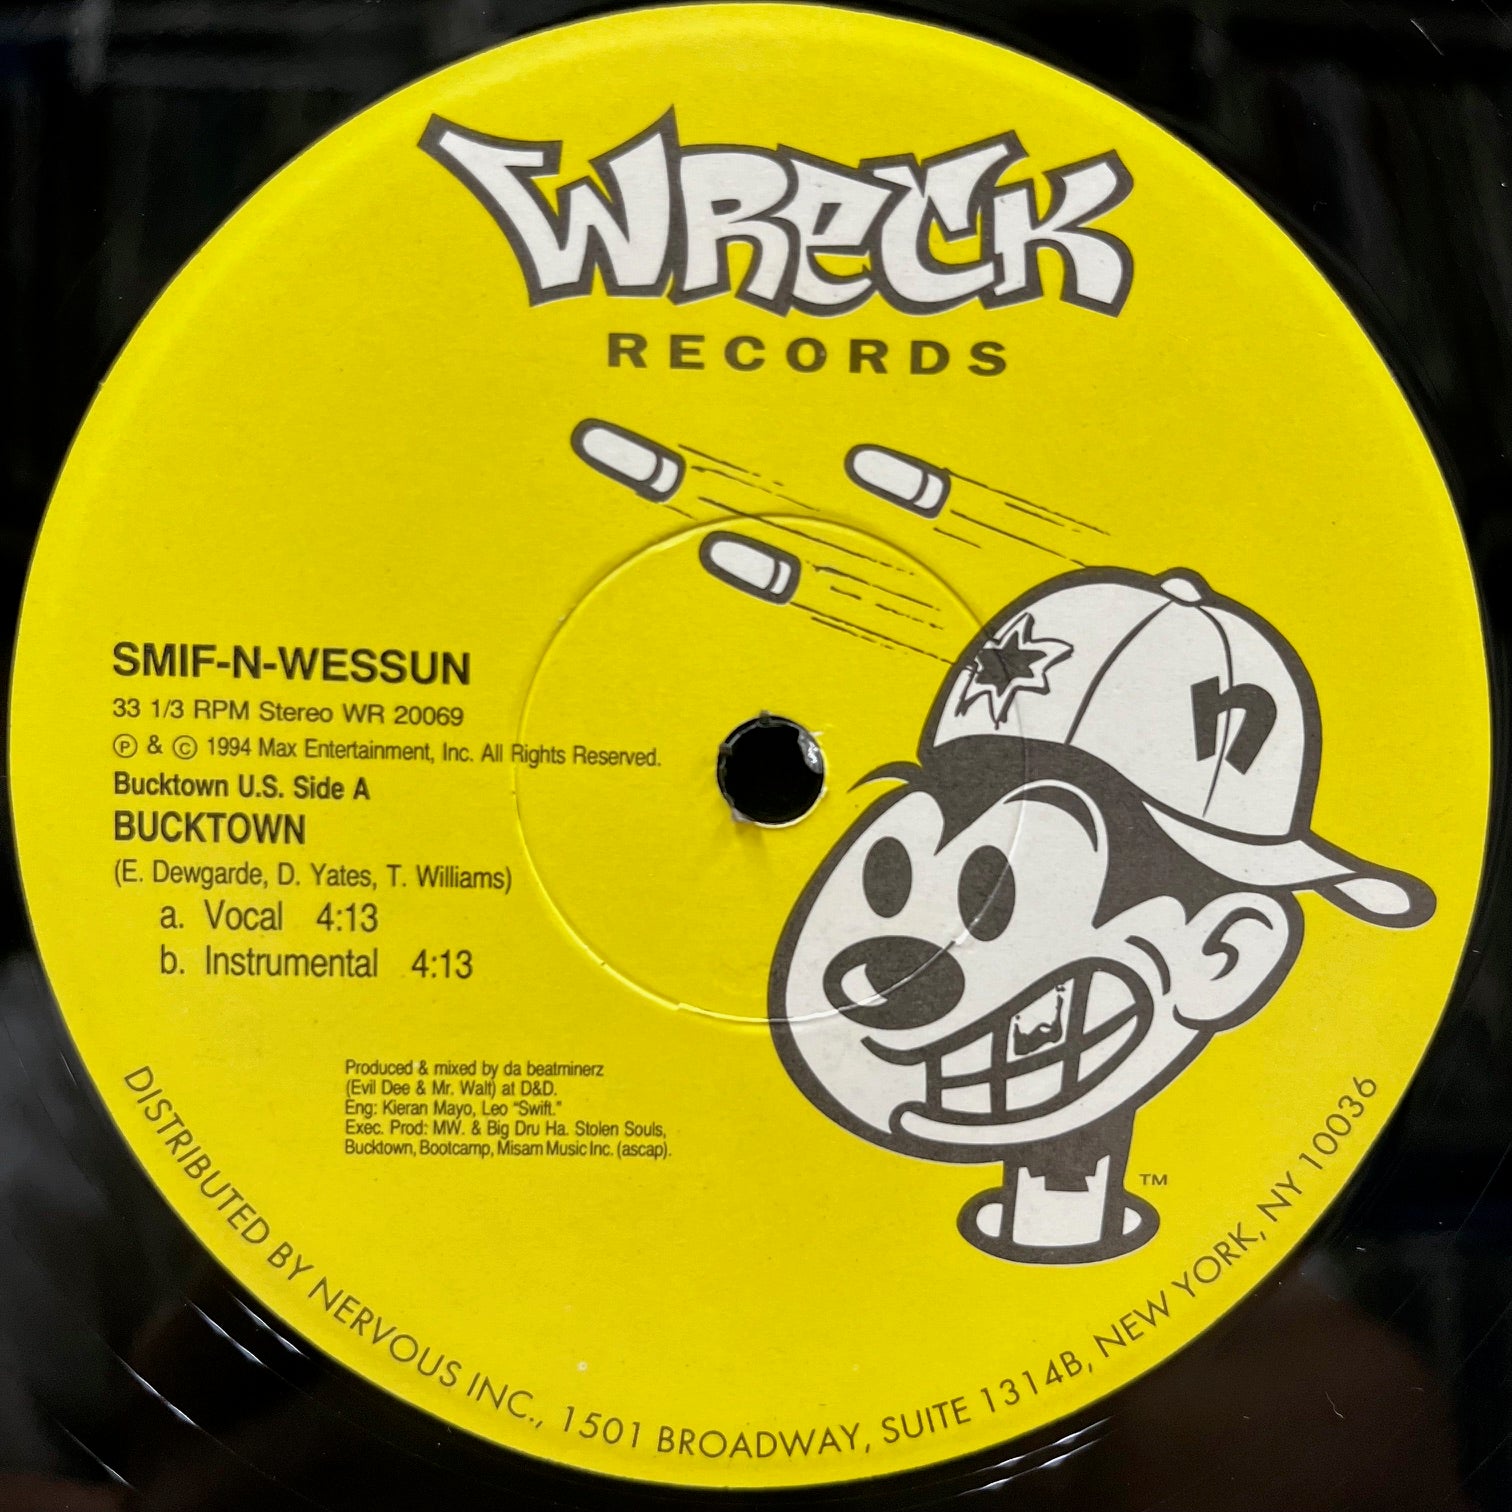 WRECK
RECORDS
n
SMIF-N-WESSUN
33 1/3 RPM Stereo WR 20069
℗ & © 1994 Max Entertainment, Inc. All Rights Reserved.
Bucktown U.S. Side A
BUCKTOWN
(E. Dewgarde, D. Yates, T. Williams)
a. Vocal 4:13
b. Instrumental 4:13
Produced & mixed by da beatminerz
(Evil Dee & Mr. Walt) at D&D.
Eng: Kieran Mayo, Leo "Swift."
Exec. Prod: MW. & Big Dru Ha. Stolen Souls,
Bucktown, Bootcamp, Misam Music Inc. (ascap).
TM
DISTRIBUTED BY NERVOUS INC., 1501 BROADWAY, SUITE 1314B, NEW YORK, NY 10036